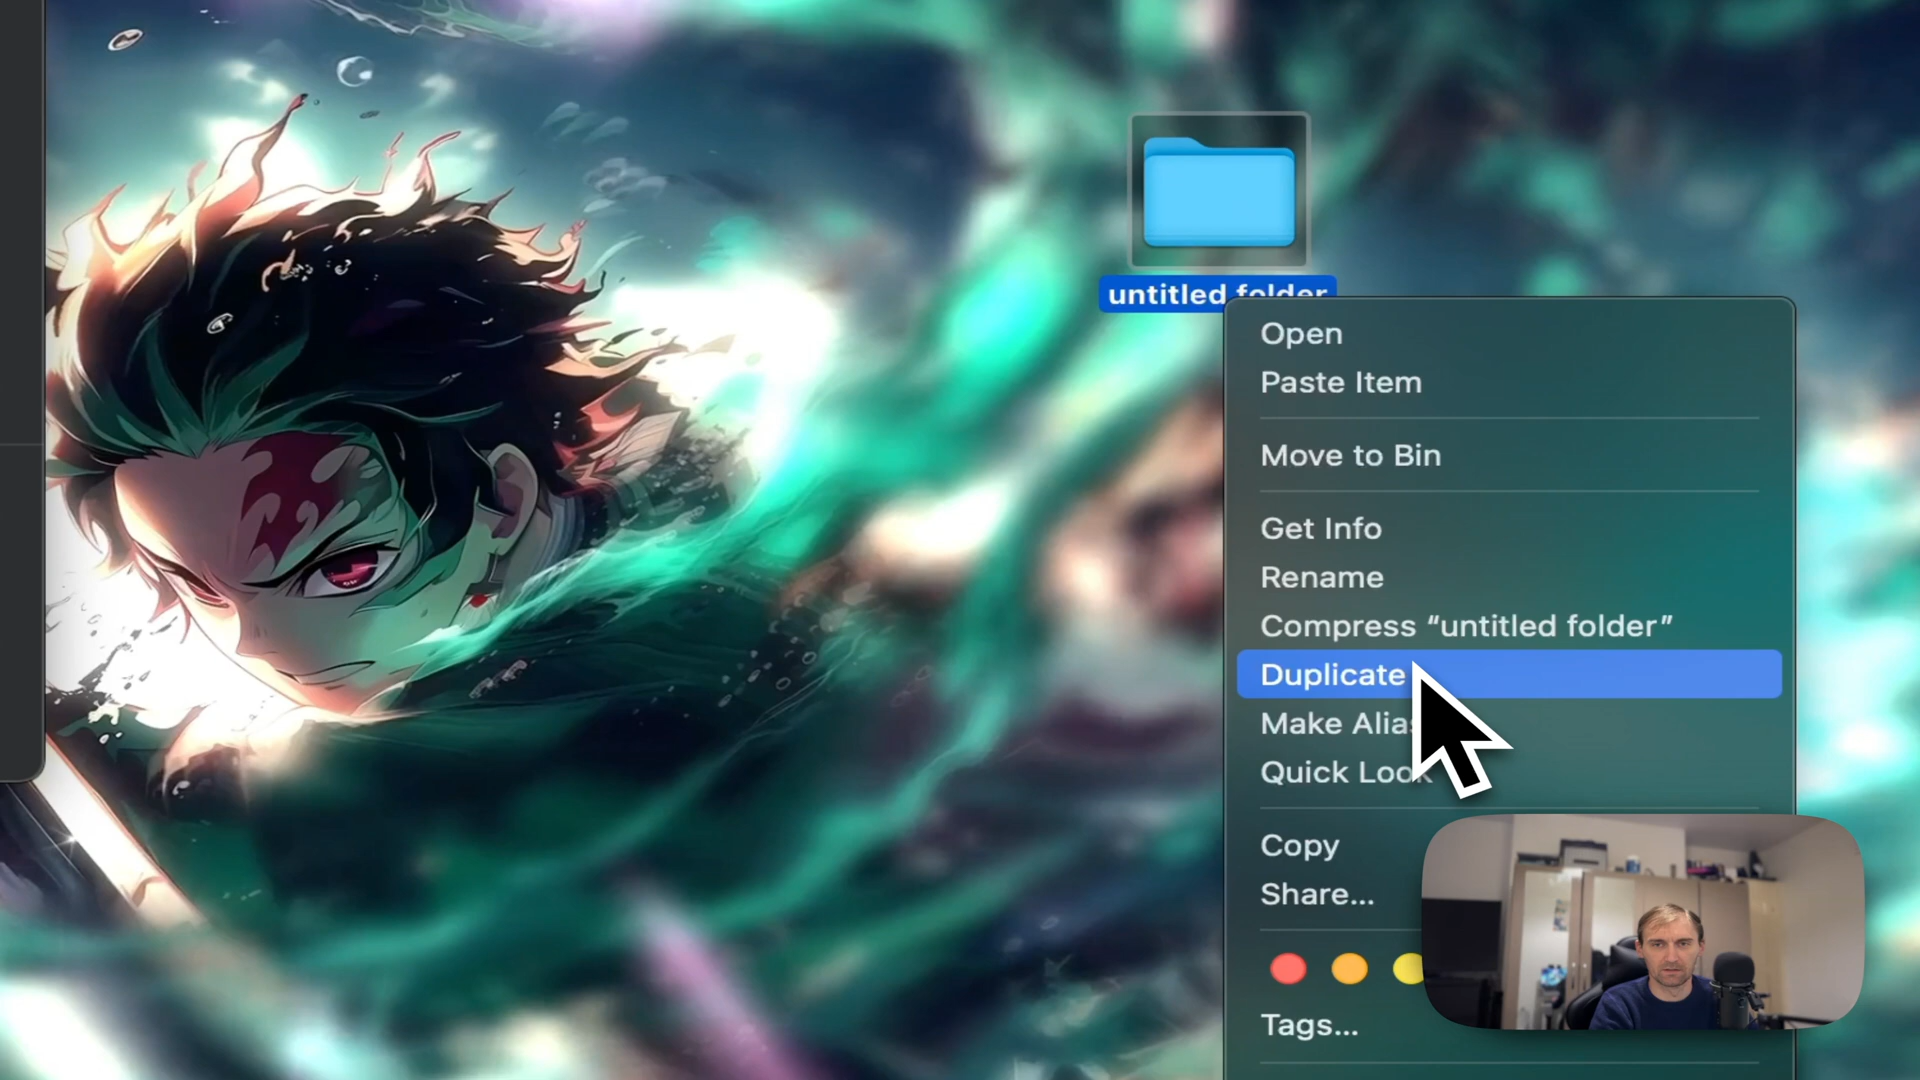 untitled folder
Open
Paste Item
Move to Bin
Get Info
Rename
Compress “untitled folder”
Duplicate
Make Alias
Quick Look
Copy
Share...
Tags...